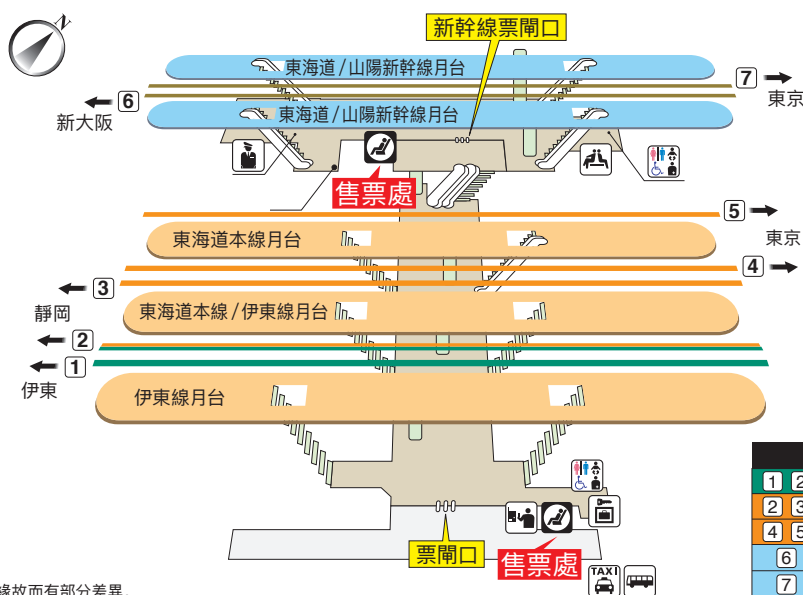 N
新幹線票閘口
東海道/山陽新幹線月台
7
東京
6
新大阪
東海道/山陽新幹線月台
售票處
5
東京
東海道本線月台
4
3
靜岡
東海道本線/伊東線月台
2
1
伊東
伊東線月台
票閘口
售票處
TAXI
1 2
2 3
4 5
6
7
緣故而有部分差異